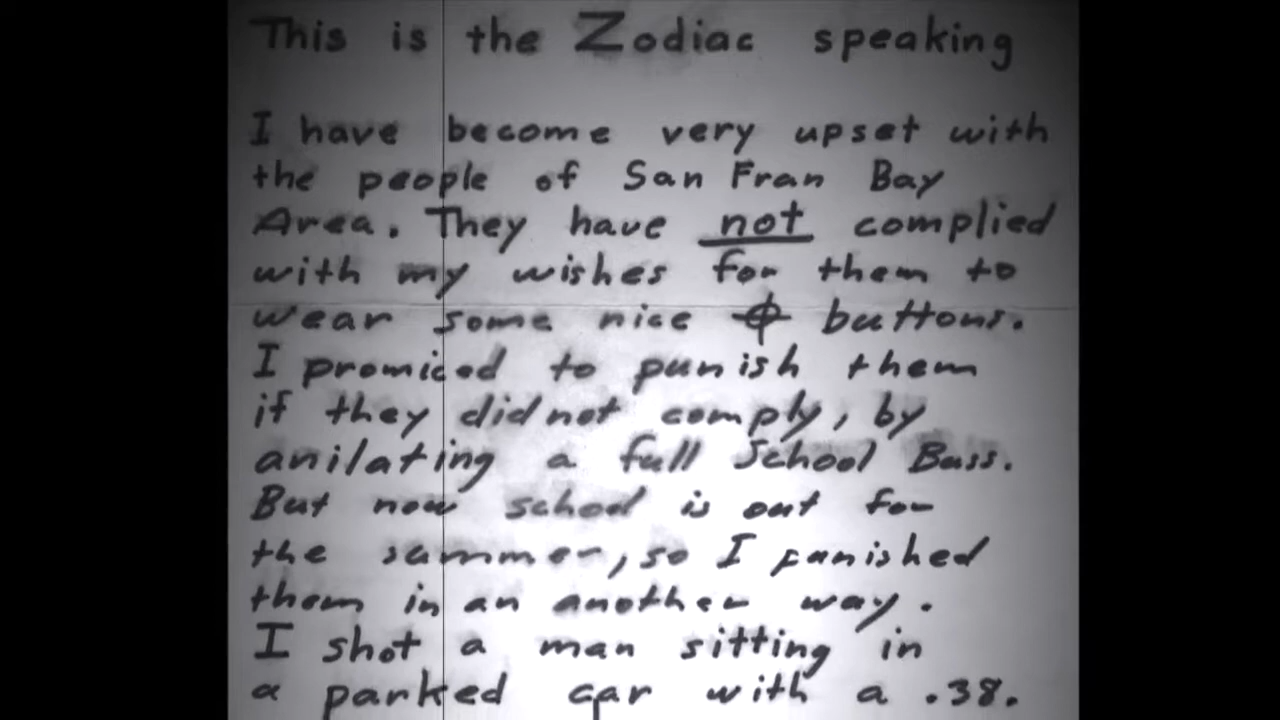 This is the Zodiac speaking
I have become very upset with
the people of San Fran Bay
Area. They have not complied
with my wishes for them to
wear some nice ⌖ buttons.
I promiced to punish them
if they did not comply, by
anilating a full School Buss.
But now school is out for
the summer, so I punished
them in an another way.
I shot a man sitting in
a parked car with a .38.